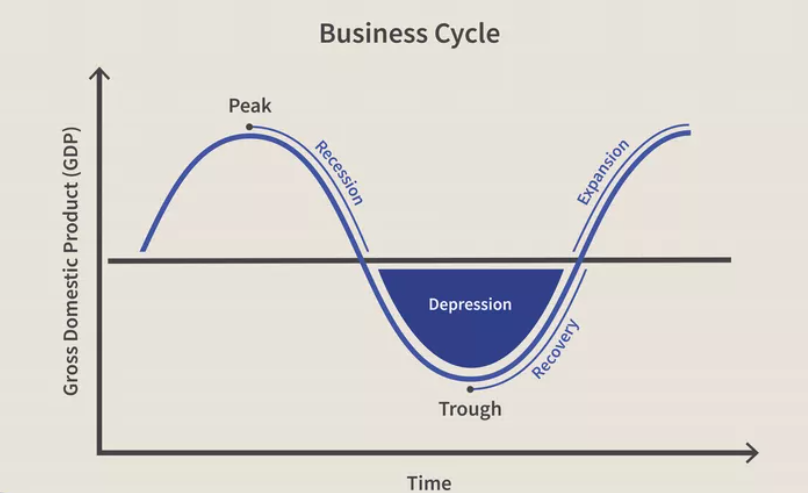 Business Cycle
Peak
Recession
Expansion
Gross Domestic Product (GDP)
Depression
Recovery
Trough
Time